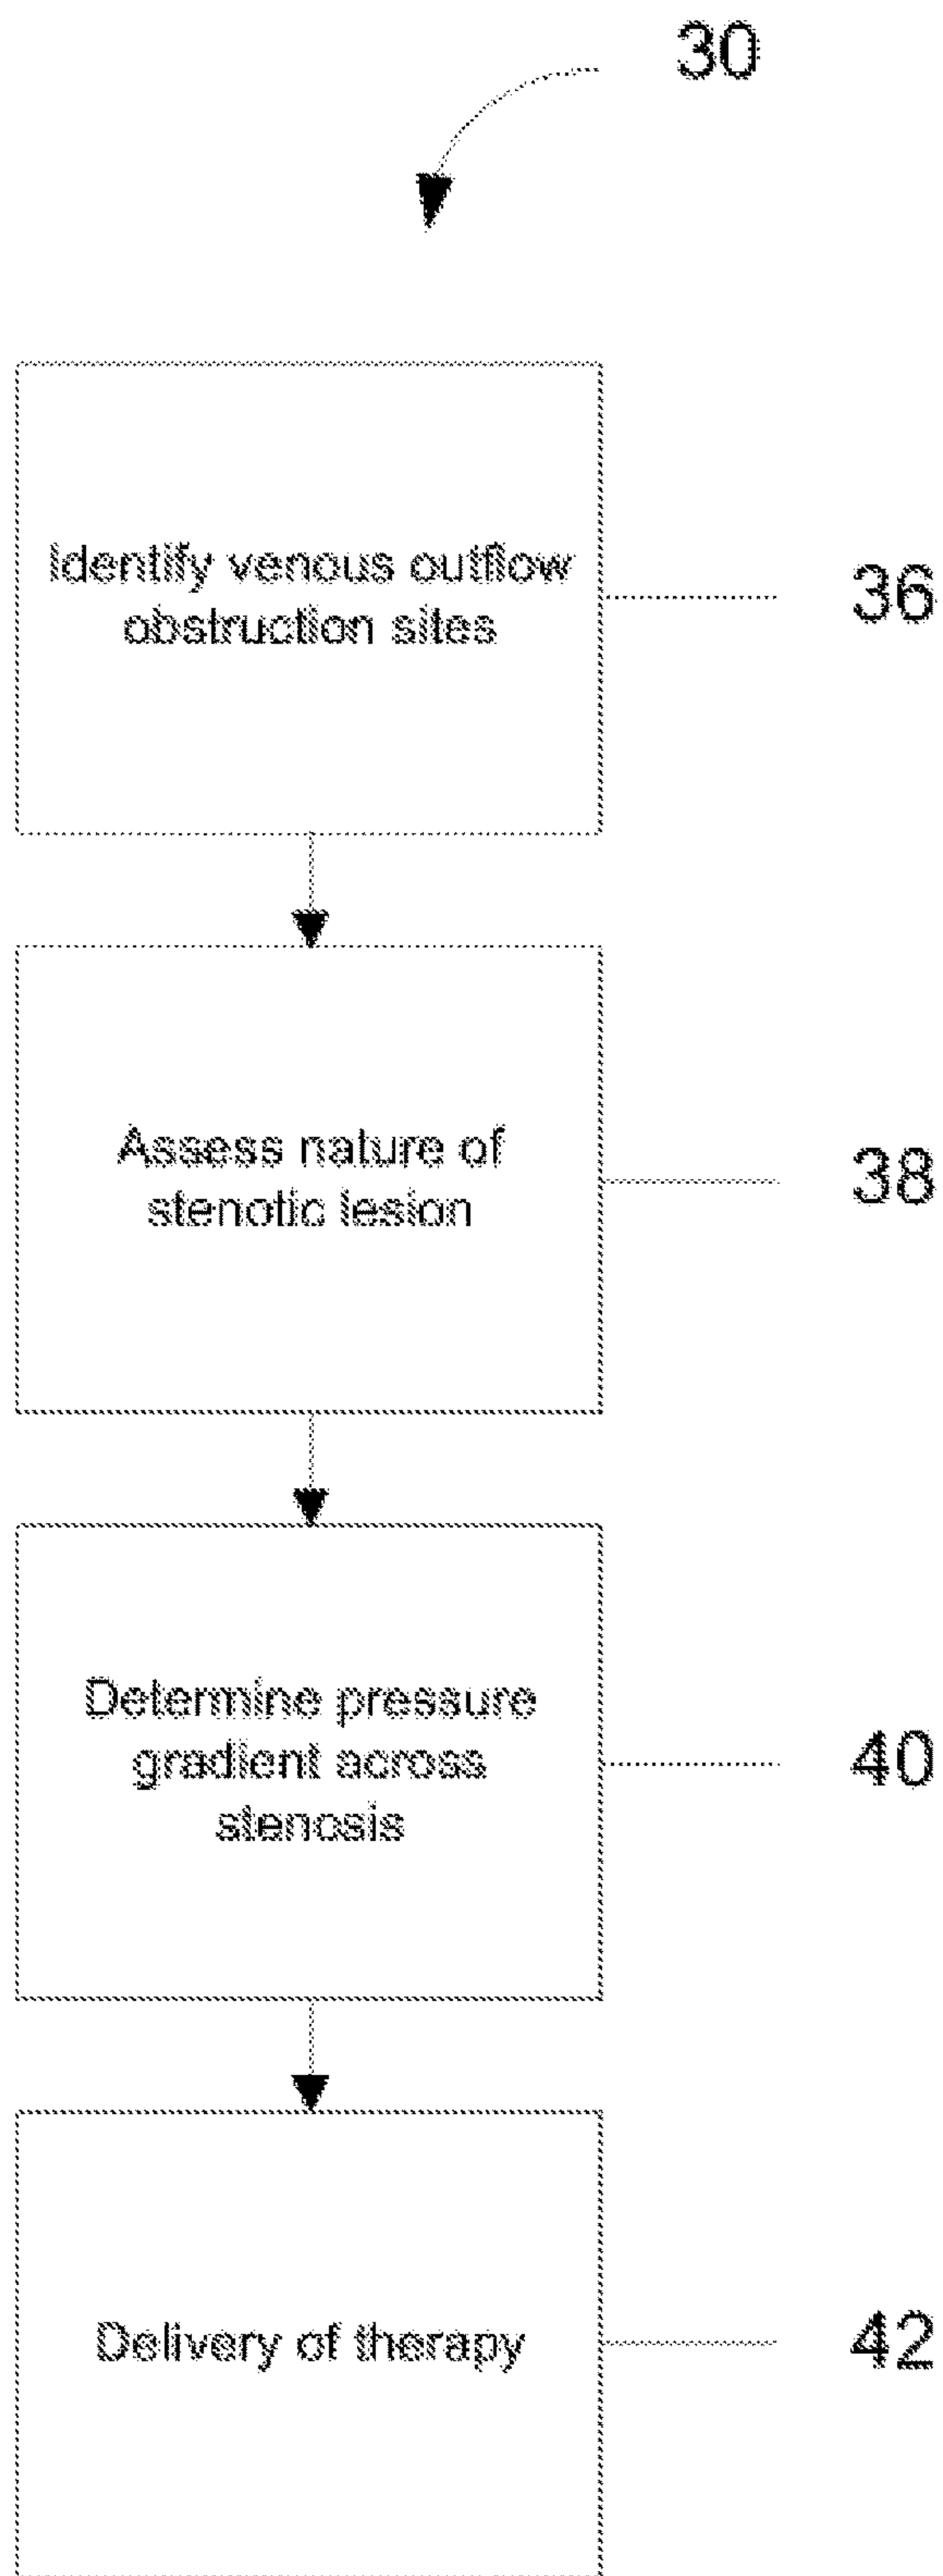 30
Identify venous outflow
obstruction sites
36
Assess nature of
stenotic lesion
38
Determine pressure
gradient across
stenosis
40
Delivery of therapy
42